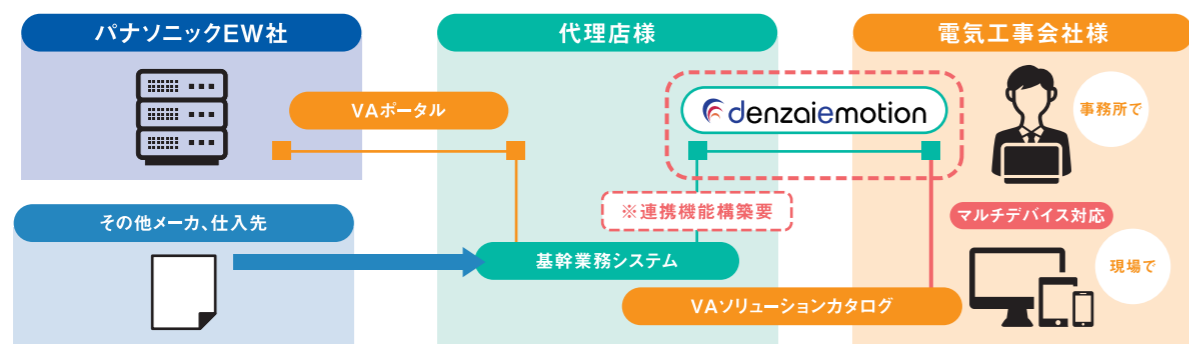 パナソニックEW社
代理店様
電気工事会社様
VAポータル
denzaiemotion
事務所で
※連携機能構築要
マルチデバイス対応
その他メーカ、仕入先
基幹業務システム
現場で
VAソリューションカタログ